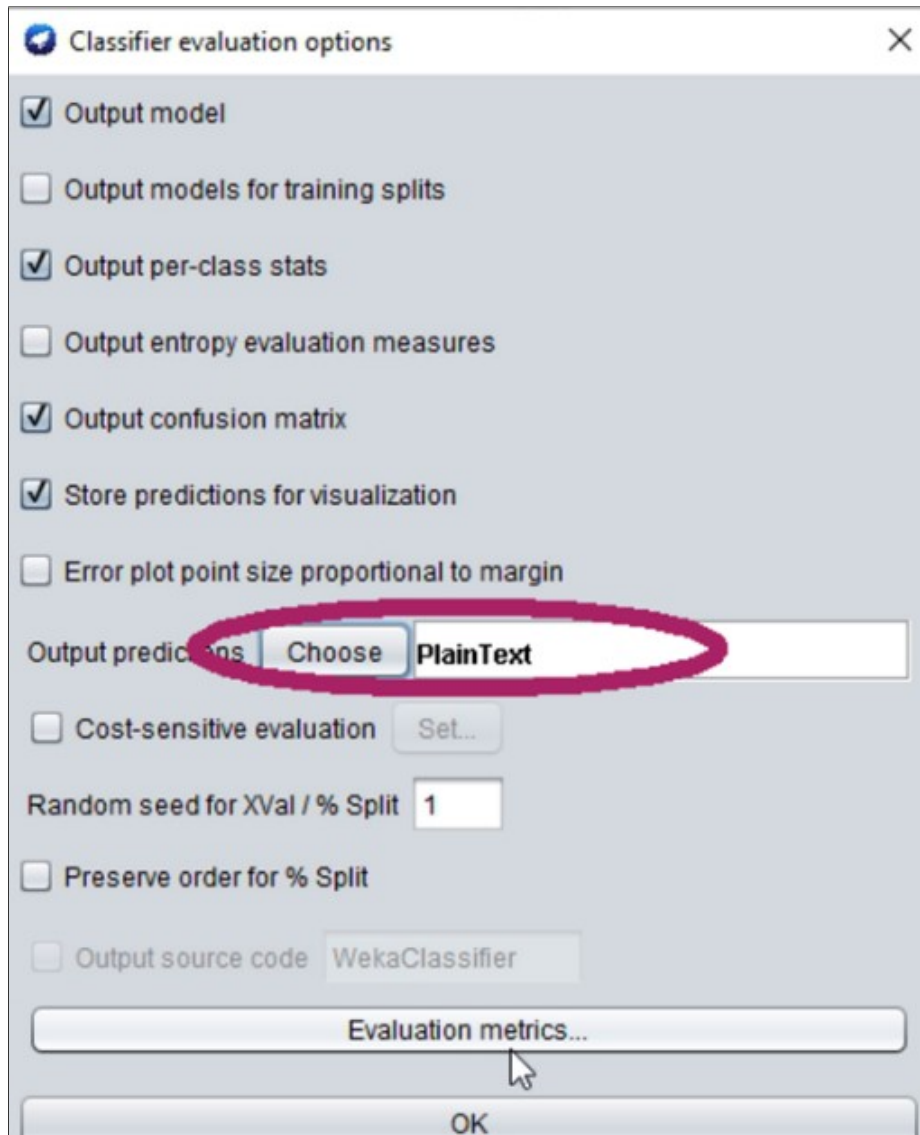 Classifier evaluation options
Output model
Output models for training splits
Output per-class stats
Output entropy evaluation measures
Output confusion matrix
Store predictions for visualization
Error plot point size proportional to margin
Output predictions Choose PlainText
Cost-sensitive evaluation Set...
Random seed for XVal / % Split 1
Preserve order for % Split
Output source code WekaClassifier
Evaluation metrics...
OK